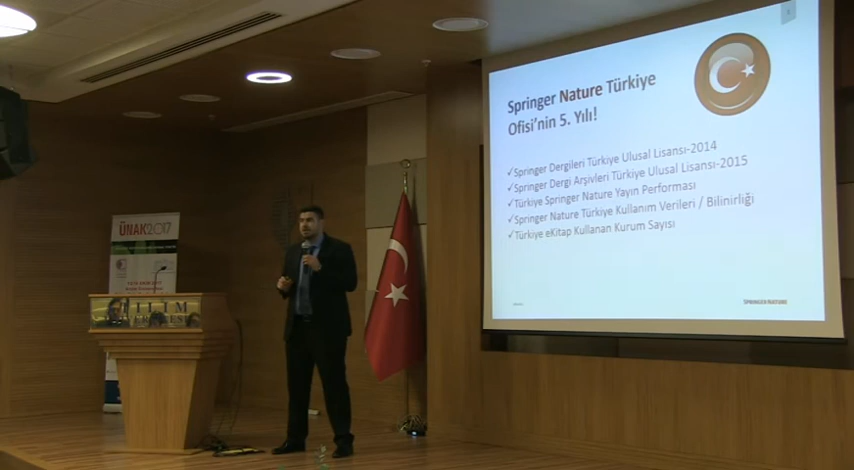 Springer Nature Türkiye
Ofisi'nin 5. Yılı!
✓Springer Dergileri Türkiye Ulusal Lisansı-2014
✓Springer Dergi Arşivleri Türkiye Ulusal Lisansı-2015
✓Türkiye Springer Nature Yayın Performası
✓Springer Nature Türkiye Kullanım Verileri / Bilinirliği
✓Türkiye eKitap Kullanan Kurum Sayısı
SPRINGER NATURE
ÜNAK2017